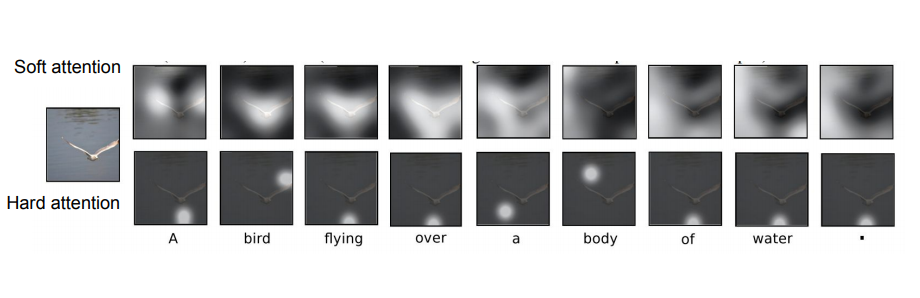 Soft attention
Hard attention
A bird flying over a body of water .